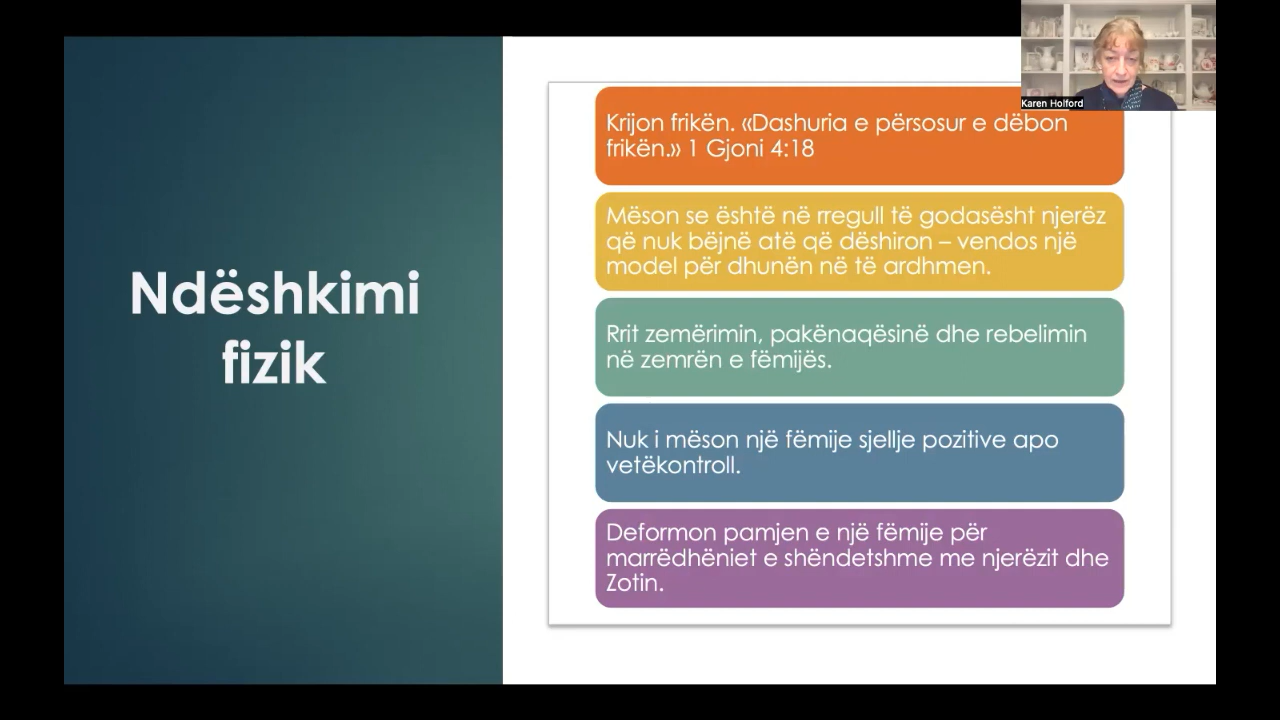 Karen Holford
Ndëshkimi
fizik
Krijon frikën. «Dashuria e përsosur e dëbon
frikën.» 1 Gjoni 4:18
Mëson se është në rregull të godasësht njerëz
që nuk bëjnë atë që dëshiron – vendos një
model për dhunën në të ardhmen.
Rrit zemërimin, pakënaqësinë dhe rebelimin
në zemrën e fëmijës.
Nuk i mëson një fëmije sjellje pozitive apo
vetëkontroll.
Deformon pamjen e një fëmije për
marrëdhëniet e shëndetshme me njerëzit dhe
Zotin.